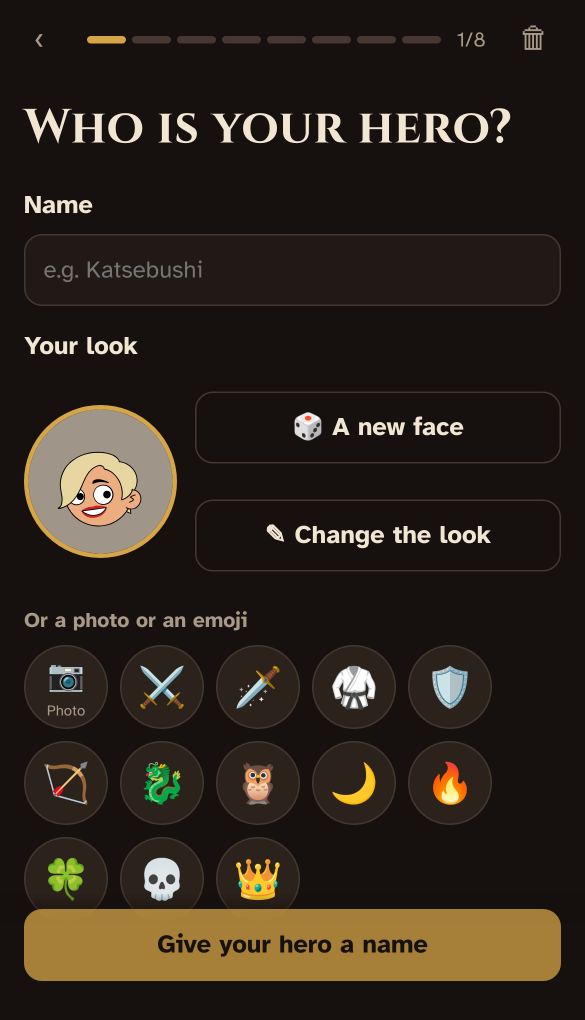 1/8
Who is your hero?
Name
e.g. Katsebushi
Your look
A new face
Change the look
Or a photo or an emoji
Photo
Give your hero a name